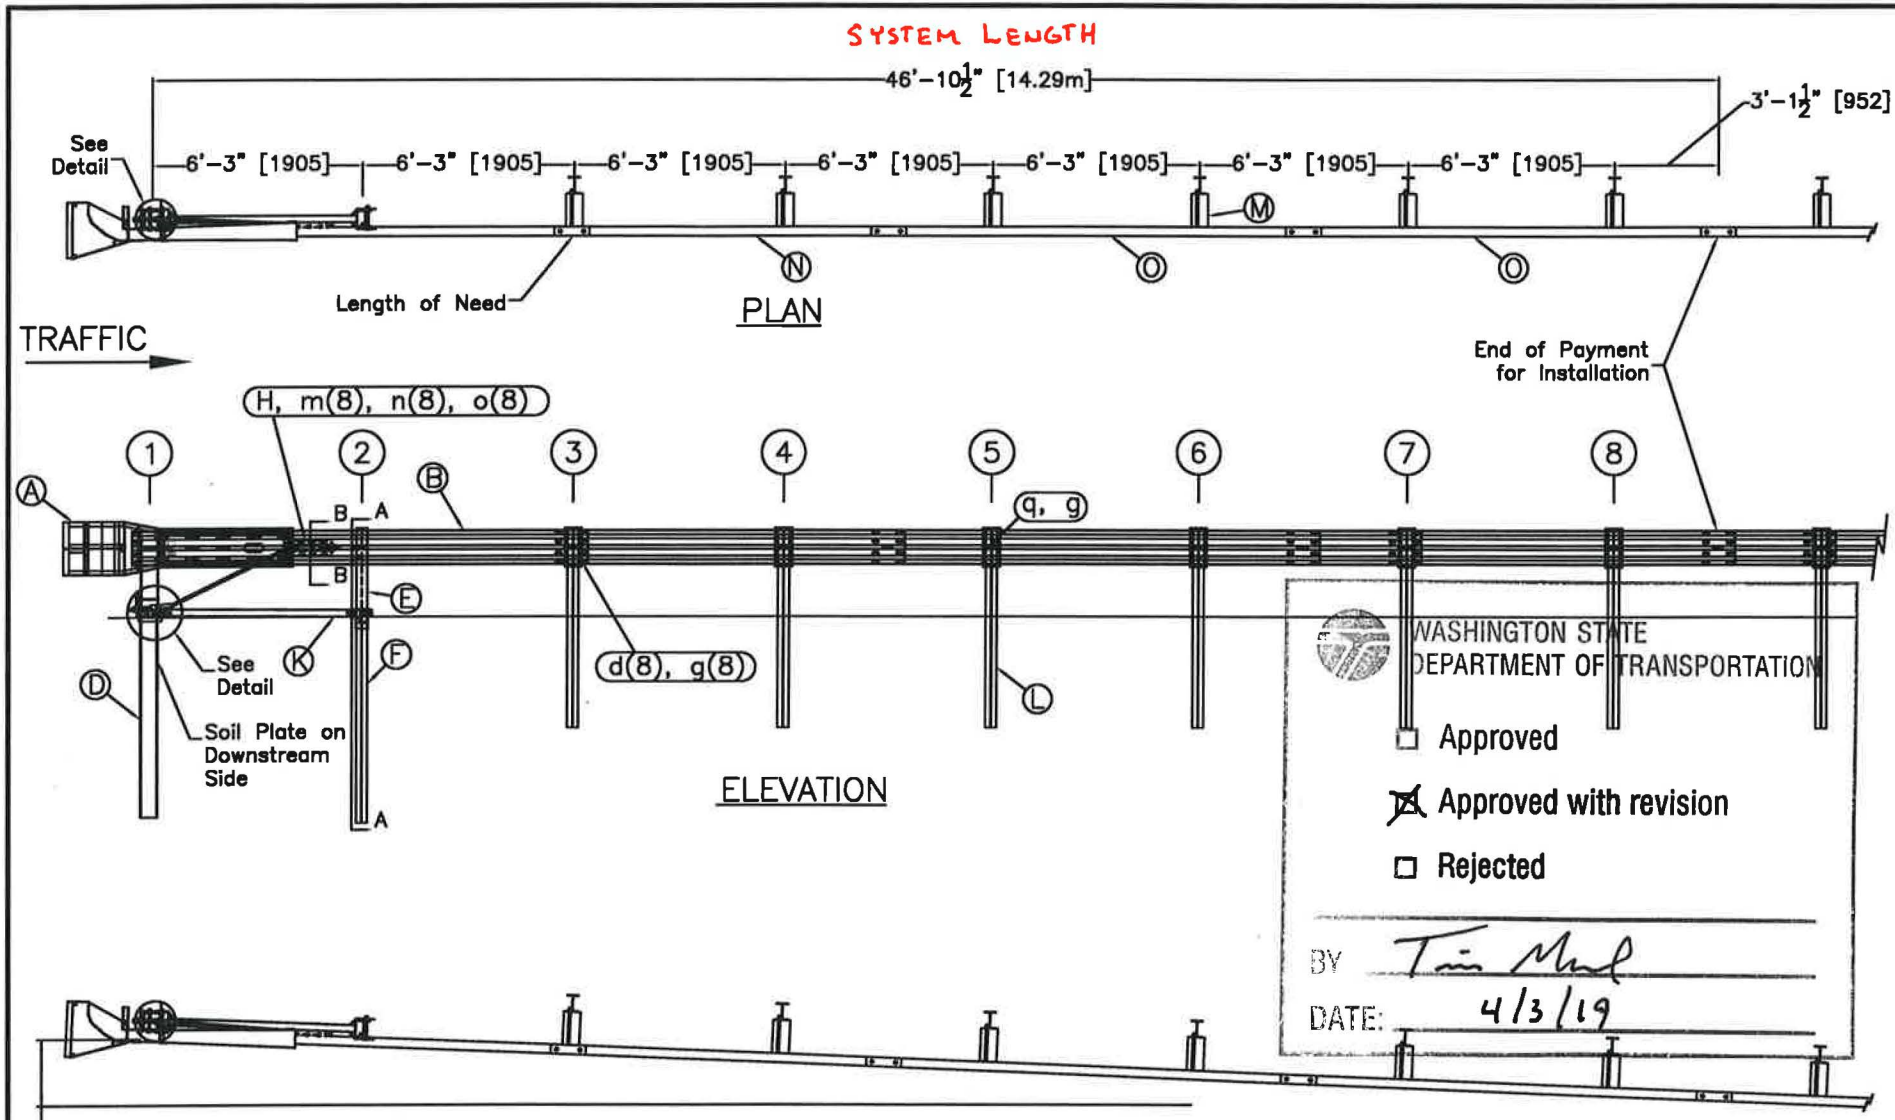 SYSTEM LENGTH
46'-10 1/2" [14.29m]
3'-1 1/2" [952]
See
Detail
6'-3" [1905] 6'-3" [1905] 6'-3" [1905] 6'-3" [1905] 6'-3" [1905] 6'-3" [1905] 6'-3" [1905]
M
N
O
O
Length of Need
PLAN
TRAFFIC
End of Payment
for Installation
H, m(8), n(8), o(8)
1 2 3 4 5 6 7 8
A
B
q, g
B
A
B
E
K
F
d(8), g(8)
L
D
See
Detail
Soil Plate on
Downstream
Side
A
ELEVATION
WASHINGTON STATE
DEPARTMENT OF TRANSPORTATION
Approved
Approved with revision
Rejected
BY
DATE: 4/3/19